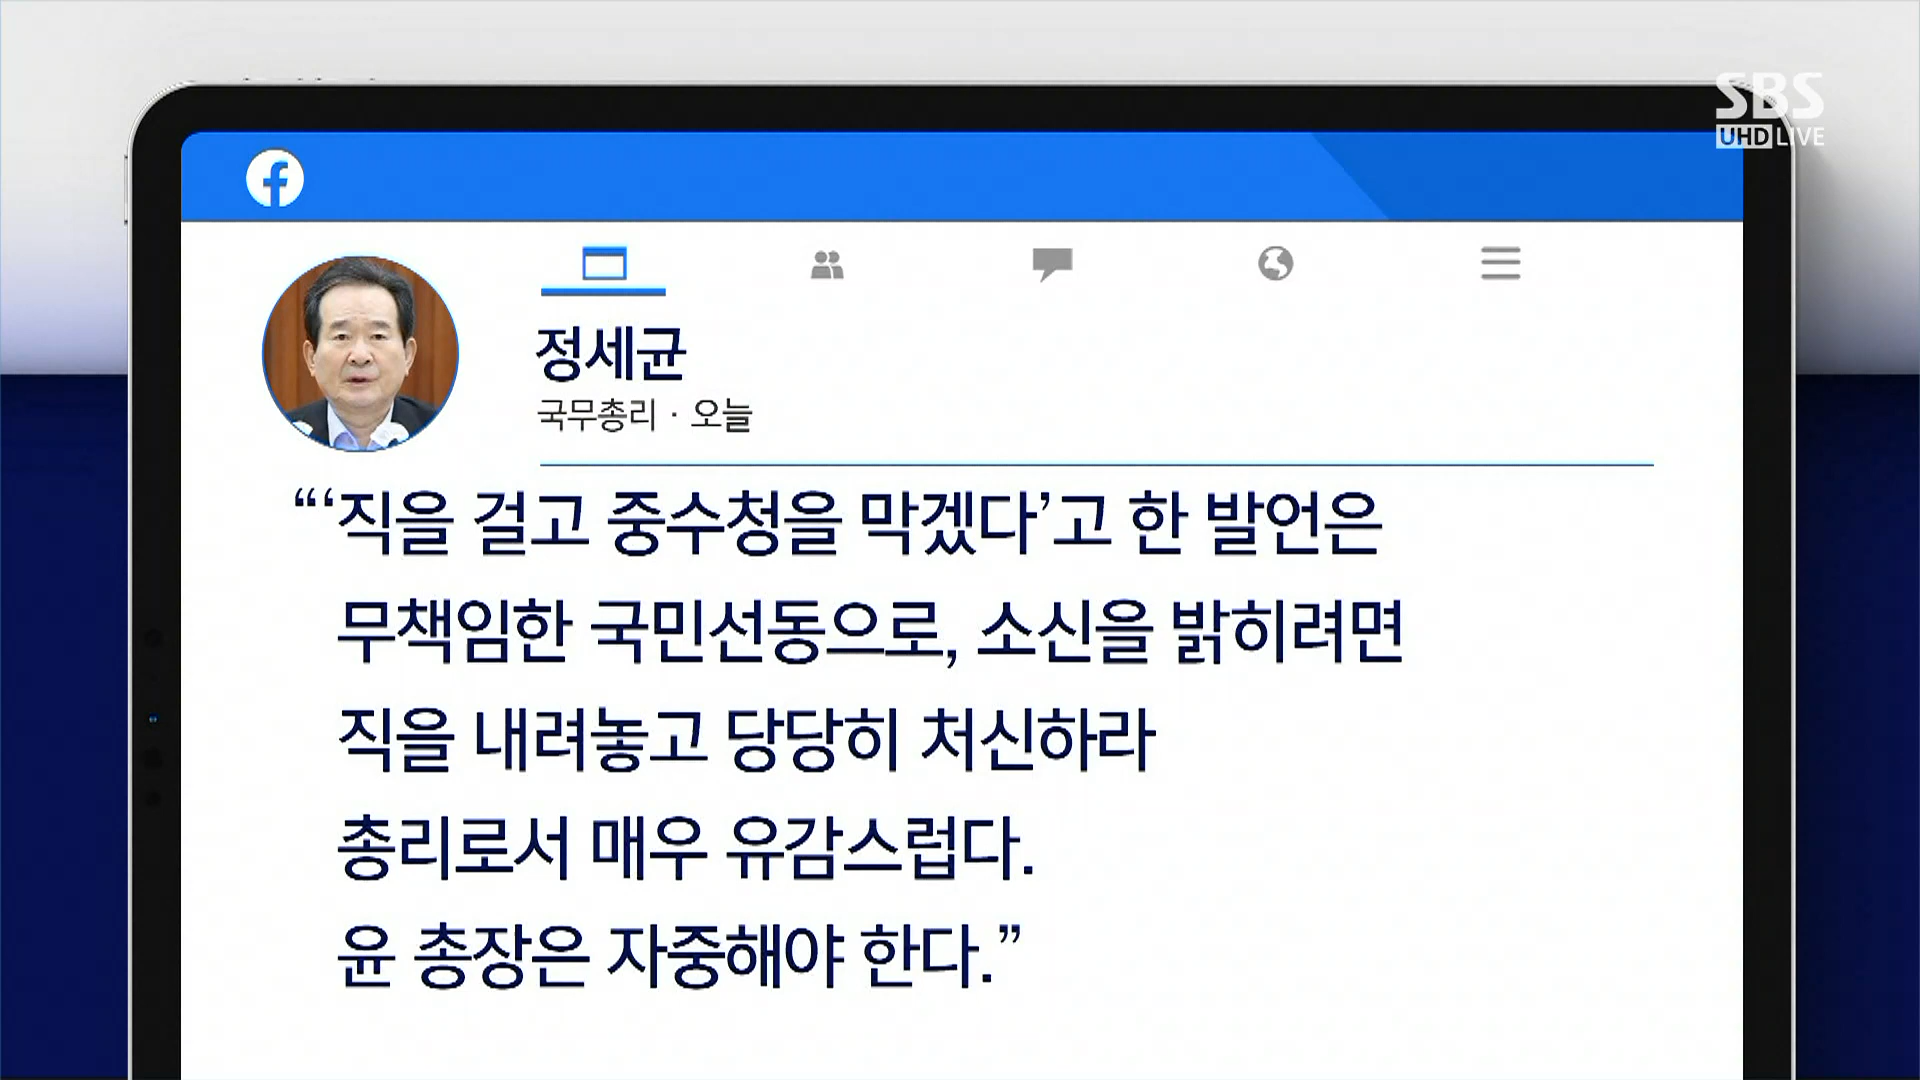 SBS
UHD LIVE
정세균
국무총리 · 오늘
“‘직을 걸고 중수청을 막겠다’고 한 발언은
무책임한 국민선동으로, 소신을 밝히려면
직을 내려놓고 당당히 처신하라
총리로서 매우 유감스럽다.
윤 총장은 자중해야 한다.”